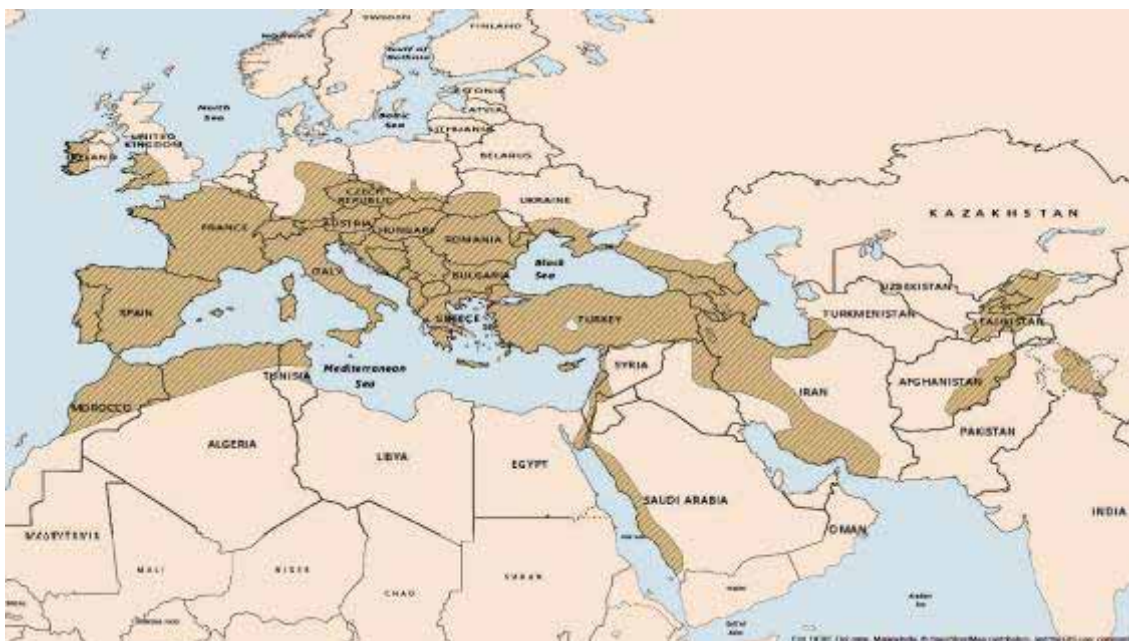 SWEDEN
FINLAND
NORWAY
Gulf of
Bothnia
ESTONIA
North
Sea
Baltic
Sea
LATVIA
LITHUANIA
UNITED
KINGDOM
IRELAND
BELARUS
CZECH
REPUBLIC
UKRAINE
KAZAKHSTAN
FRANCE
AUSTRIA
HUNGARY
ROMANIA
ITALY
Black
Sea
BULGARIA
UZBEKISTAN
SPAIN
GREECE
TURKEY
TURKMENISTAN
TAJIKISTAN
Mediterranean
Sea
TUNISIA
SYRIA
IRAN
AFGHANISTAN
MOROCCO
PAKISTAN
ALGERIA
LIBYA
EGYPT
SAUDI ARABIA
INDIA
OMAN
MAURITANIA
MALI
NIGER
CHAD
SUDAN